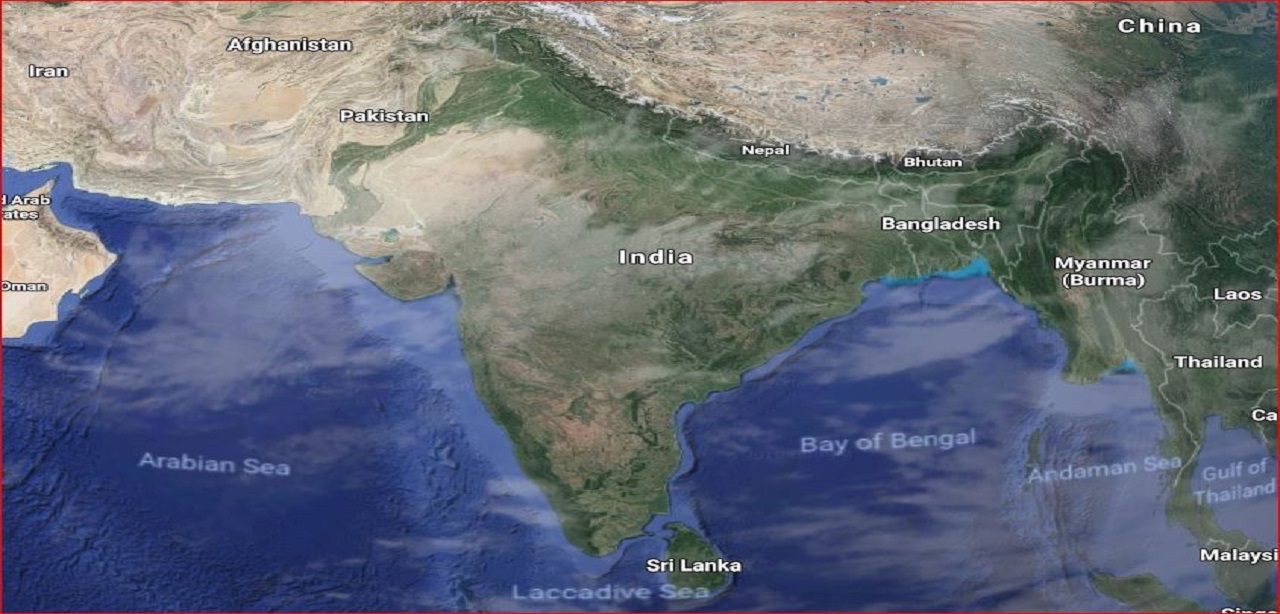 China
Afghanistan
Iran
Pakistan
Nepal
Bhutan
d Arab
ates
Bangladesh
India
Myanmar
(Burma)
Oman
Laos
Thailand
Ca
Bay of Bengal
Arabian Sea
Andaman Sea
Gulf of
Thailand
Malaysi
Sri Lanka
Laccadive Sea
Singa